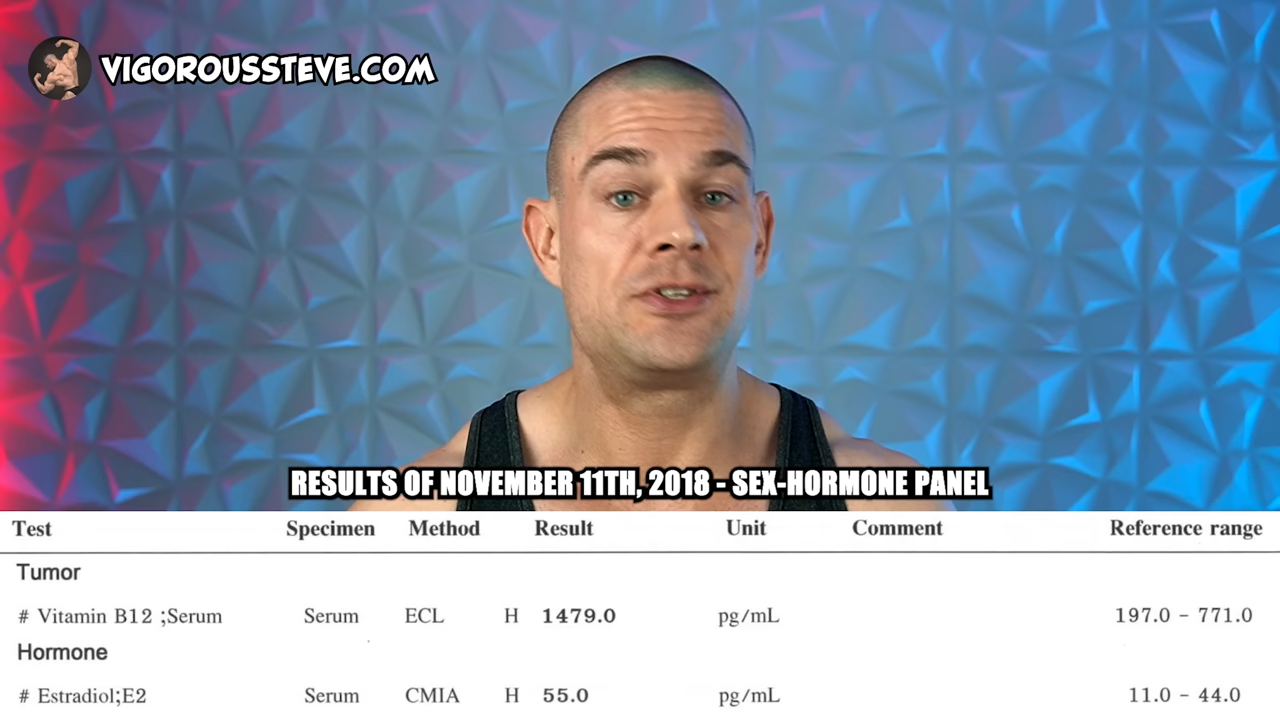 VIGOROUSSTEVE.COM
RESULTS OF NOVEMBER 11TH, 2018 - SEX-HORMONE PANEL
Test Specimen Method Result Unit Comment Reference range
Tumor
# Vitamin B12 ;Serum Serum ECL H 1479.0 pg/mL 197.0 - 771.0
Hormone
# Estradiol;E2 Serum CMIA H 55.0 pg/mL 11.0 - 44.0